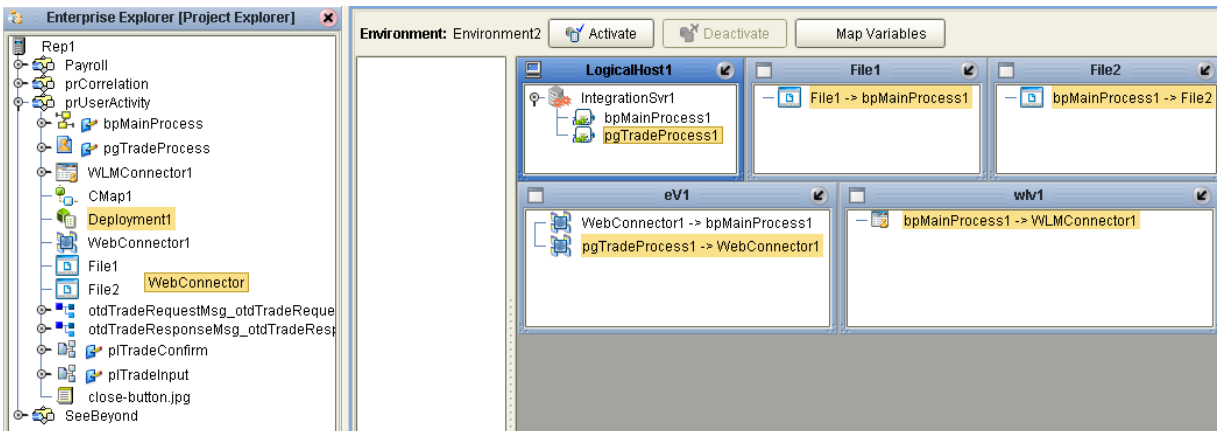 Enterprise Explorer [Project Explorer]
Rep1
Payroll
prCorrelation
prUserActivity
bpMainProcess
pgTradeProcess
WLMConnector1
CMap1
Deployment1
WebConnector1
File1
WebConnector
File2
otdTradeRequestMsg_otdTradeReque
otdTradeResponseMsg_otdTradeResp
plTradeConfirm
plTradeInput
close-button.jpg
SeeBeyond
Environment: Environment2 Activate Deactivate Map Variables
LogicalHost1 File1 File2
IntegrationSvr1 File1 -> bpMainProcess1 bpMainProcess1 -> File2
bpMainProcess1
pgTradeProcess1
eV1 wlv1
WebConnector1 -> bpMainProcess1 bpMainProcess1 -> WLMConnector1
pgTradeProcess1 -> WebConnector1